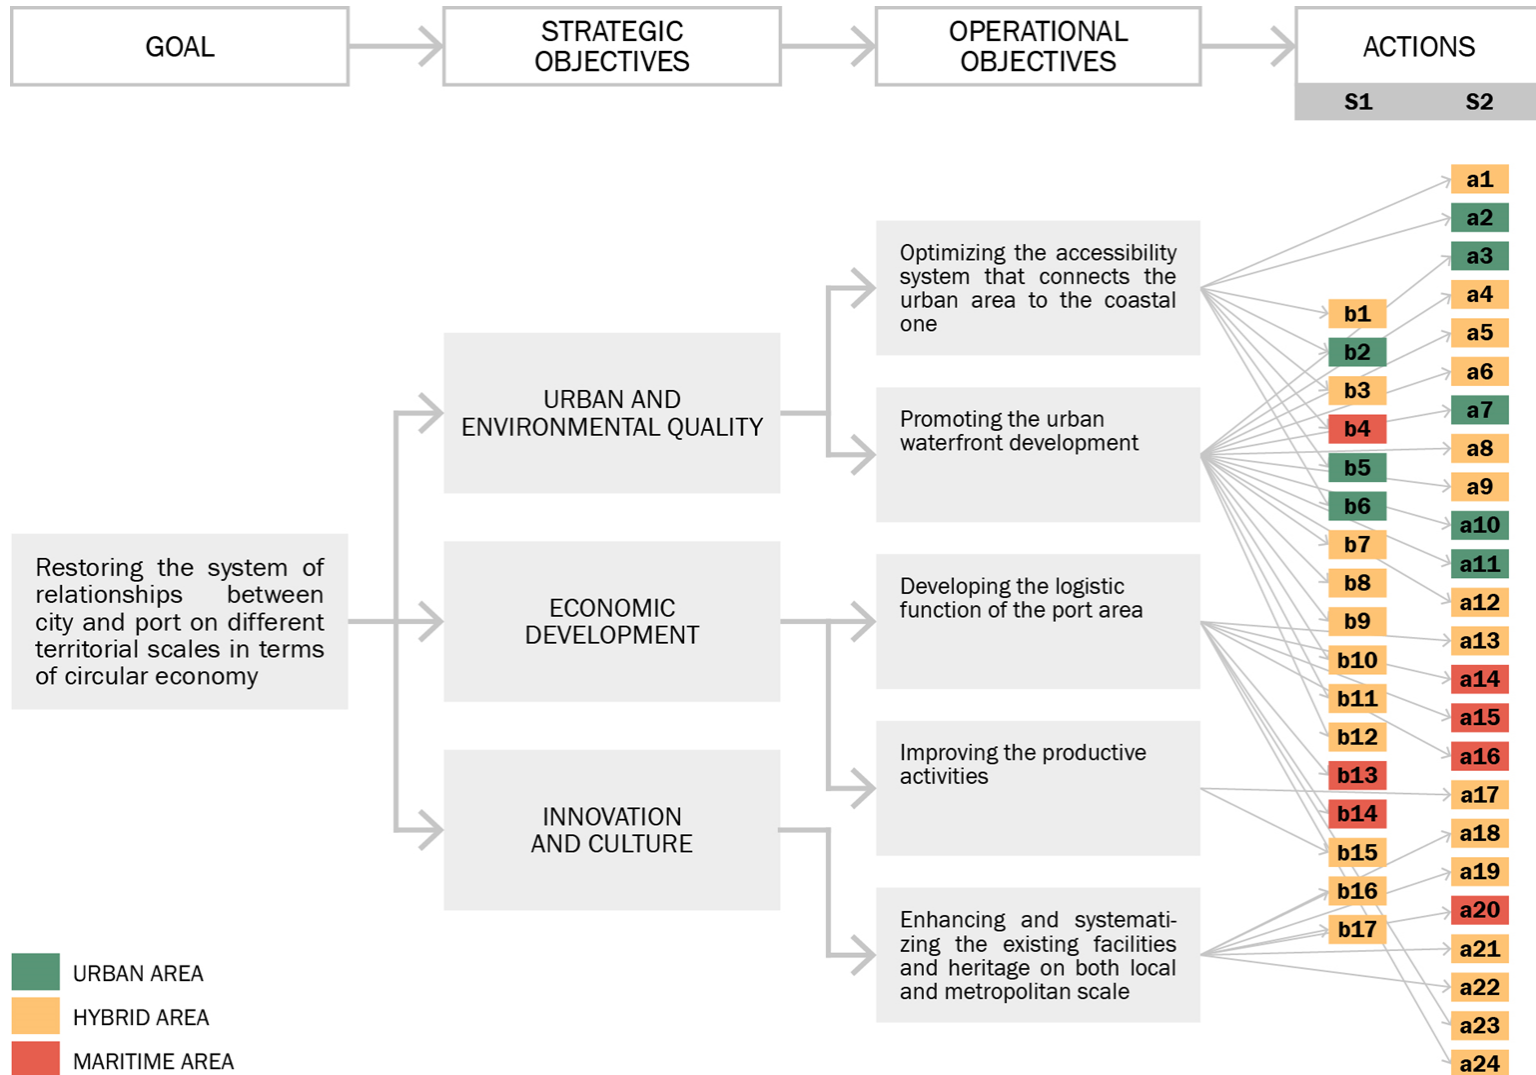 GOAL
STRATEGIC
OBJECTIVES
OPERATIONAL
OBJECTIVES
ACTIONS
S1
S2
Restoring the system of
relationships between
city and port on different
territorial scales in terms
of circular economy
URBAN AND
ENVIRONMENTAL QUALITY
ECONOMIC
DEVELOPMENT
INNOVATION
AND CULTURE
Optimizing the accessibility
system that connects the
urban area to the coastal
one
Promoting the urban
waterfront development
Developing the logistic
function of the port area
Improving the productive
activities
Enhancing and systemati-
zing the existing facilities
and heritage on both local
and metropolitan scale
b1
b2
b3
b4
b5
b6
b7
b8
b9
b10
b11
b12
b13
b14
b15
b16
b17
a1
a2
a3
a4
a5
a6
a7
a8
a9
a10
a11
a12
a13
a14
a15
a16
a17
a18
a19
a20
a21
a22
a23
a24
URBAN AREA
HYBRID AREA
MARITIME AREA